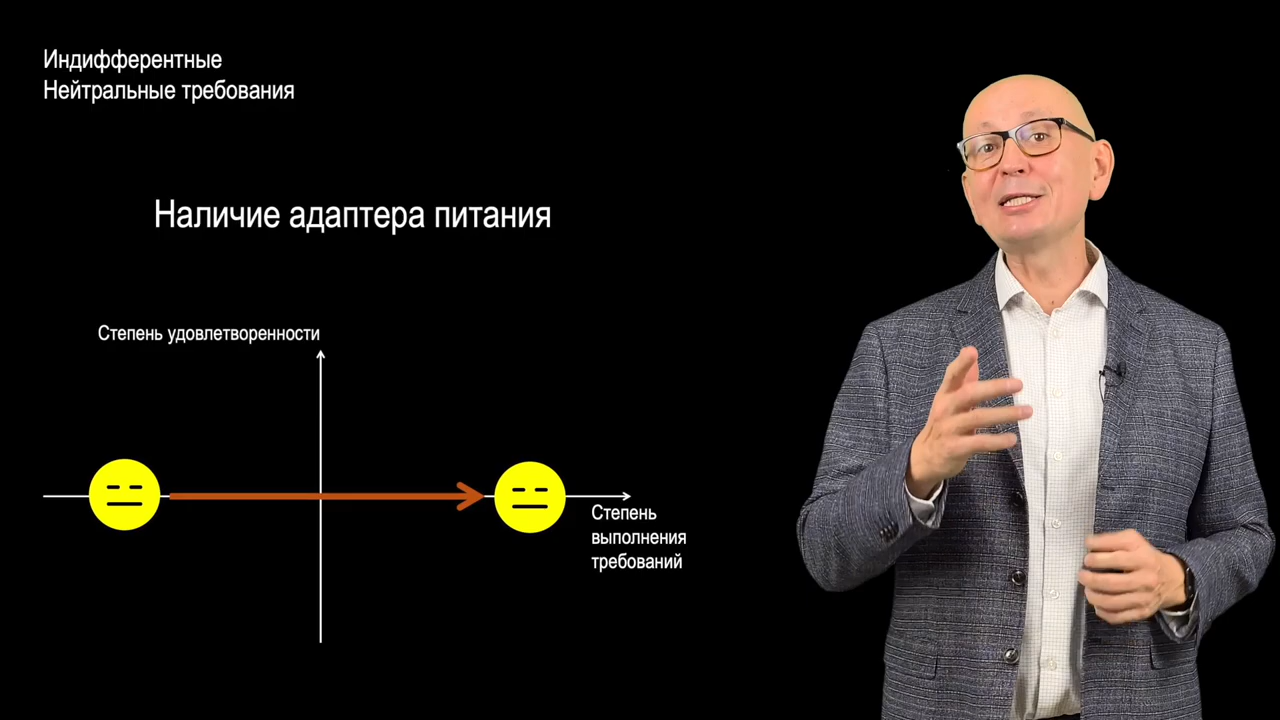 Индифферентные
Нейтральные требования
Наличие адаптера питания
Степень удовлетворенности
Степень
выполнения
требований